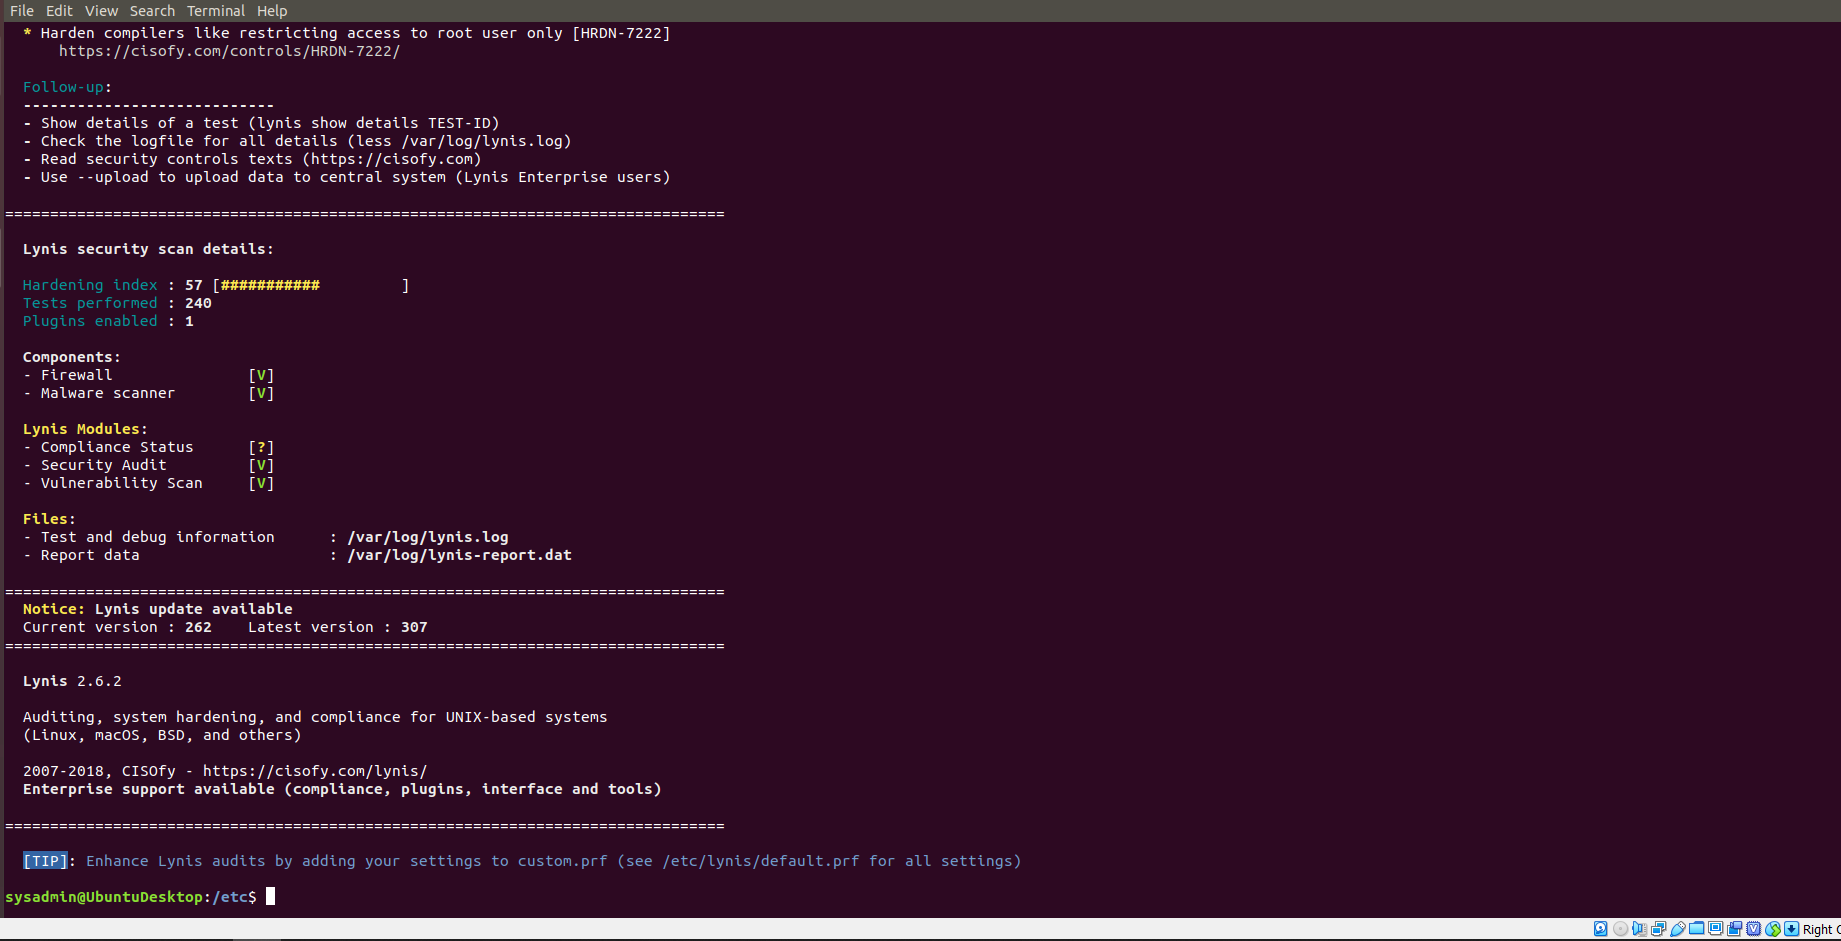 File Edit View Search Terminal Help
* Harden compilers like restricting access to root user only [HRDN-7222]
https://cisofy.com/controls/HRDN-7222/
Follow-up:
----------------------------
- Show details of a test (lynis show details TEST-ID)
- Check the logfile for all details (less /var/log/lynis.log)
- Read security controls texts (https://cisofy.com)
- Use --upload to upload data to central system (Lynis Enterprise users)
================================================================================
Lynis security scan details:
Hardening index : 57 [###########         ]
Tests performed : 240
Plugins enabled : 1
Components:
- Firewall               [V]
- Malware scanner        [V]
Lynis Modules:
- Compliance Status      [?]
- Security Audit         [V]
- Vulnerability Scan     [V]
Files:
- Test and debug information      : /var/log/lynis.log
- Report data                     : /var/log/lynis-report.dat
================================================================================
Notice: Lynis update available
Current version : 262    Latest version : 307
================================================================================
Lynis 2.6.2
Auditing, system hardening, and compliance for UNIX-based systems
(Linux, macOS, BSD, and others)
2007-2018, CISOfy - https://cisofy.com/lynis/
Enterprise support available (compliance, plugins, interface and tools)
================================================================================
[TIP]: Enhance Lynis audits by adding your settings to custom.prf (see /etc/lynis/default.prf for all settings)
sysadmin@UbuntuDesktop:/etc$
Right